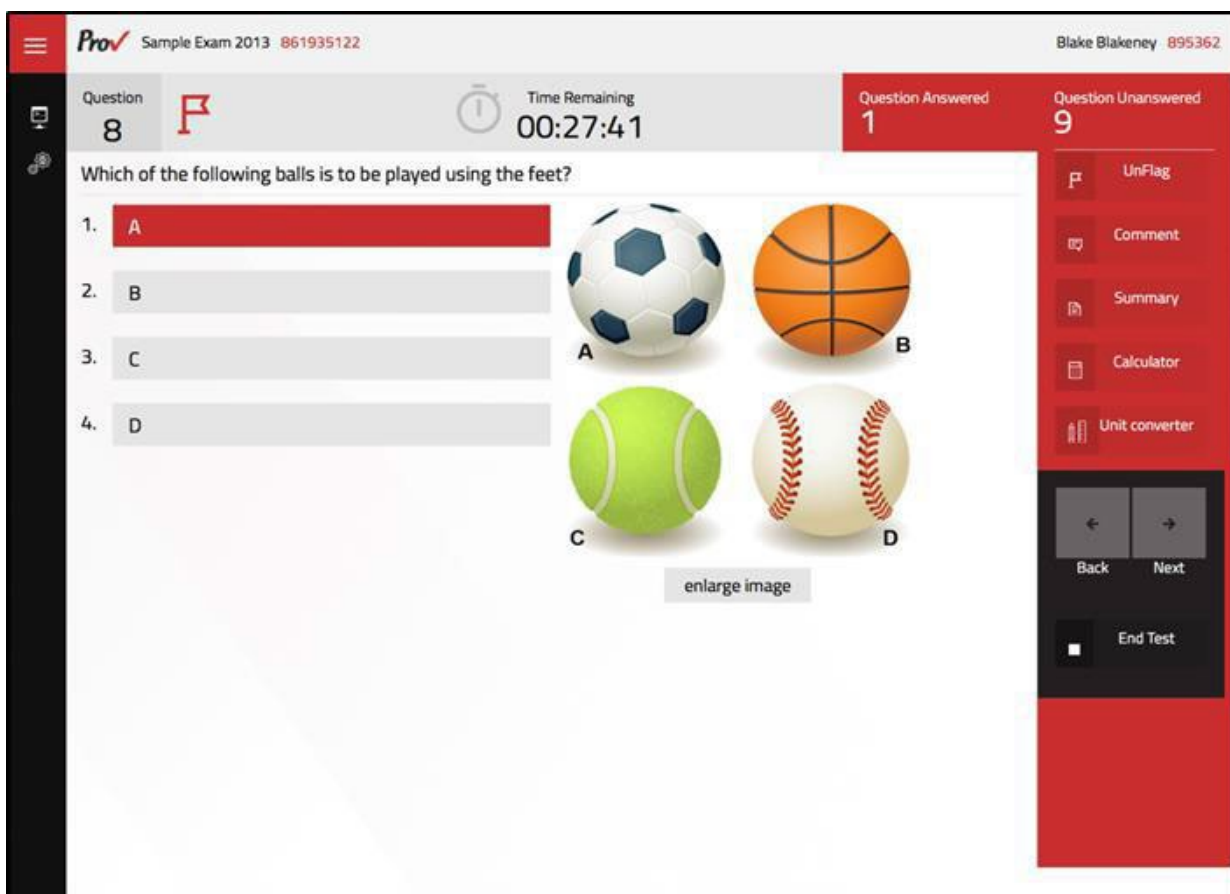 Prov Sample Exam 2013 861935122
Blake Blakeney 895362
Question
8
Time Remaining
00:27:41
Question Answered
1
Question Unanswered
9
Which of the following balls is to be played using the feet?
1. A
2. B
3. C
4. D
A
B
C
D
enlarge image
UnFlag
Comment
Summary
Calculator
Unit converter
Back
Next
End Test